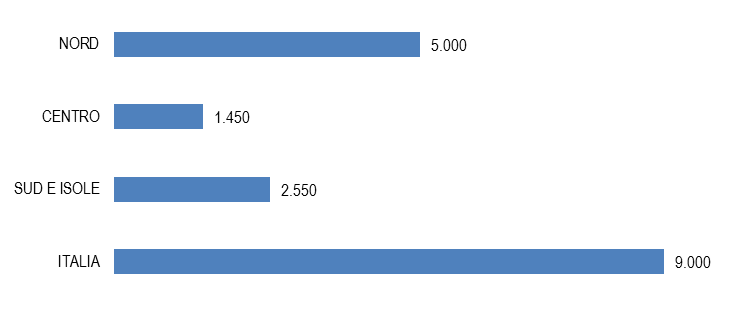 NORD 5.000
CENTRO 1.450
SUD E ISOLE 2.550
ITALIA 9.000